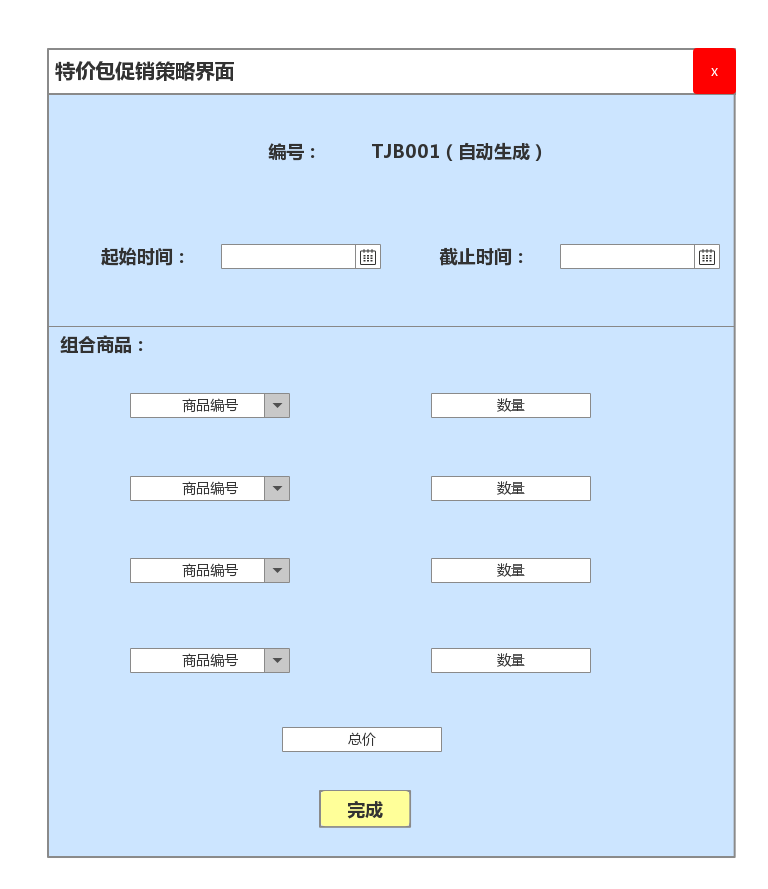 特价包促销策略界面 x
编号： TJB001（自动生成）
起始时间： 截止时间：
组合商品：
商品编号 数量
商品编号 数量
商品编号 数量
商品编号 数量
总价
完成